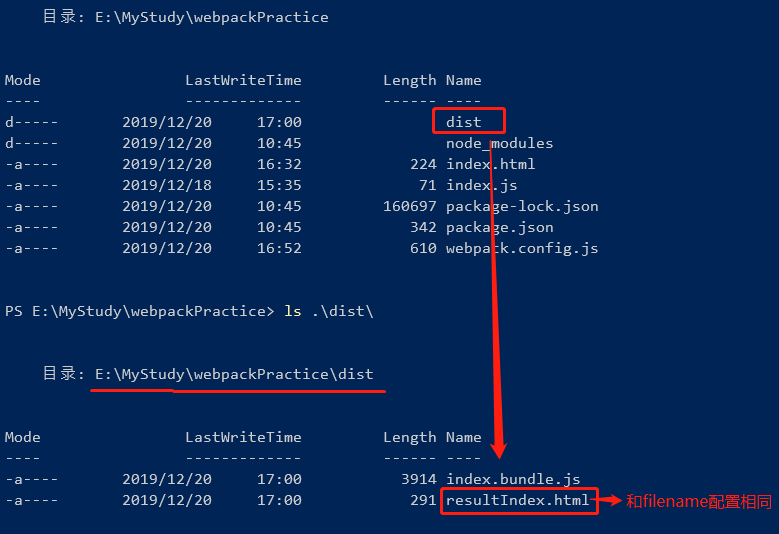 目录: E:\MyStudy\webpackPractice
Mode LastWriteTime Length Name
---- ------------- ------ ----
d----- 2019/12/20 17:00 dist
d----- 2019/12/20 10:45 node_modules
-a---- 2019/12/20 16:32 224 index.html
-a---- 2019/12/18 15:35 71 index.js
-a---- 2019/12/20 10:45 160697 package-lock.json
-a---- 2019/12/20 10:45 342 package.json
-a---- 2019/12/20 16:52 610 webpack.config.js
PS E:\MyStudy\webpackPractice> ls .\dist\
目录: E:\MyStudy\webpackPractice\dist
Mode LastWriteTime Length Name
---- ------------- ------ ----
-a---- 2019/12/20 17:00 3914 index.bundle.js
-a---- 2019/12/20 17:00 291 resultIndex.html 和filename配置相同